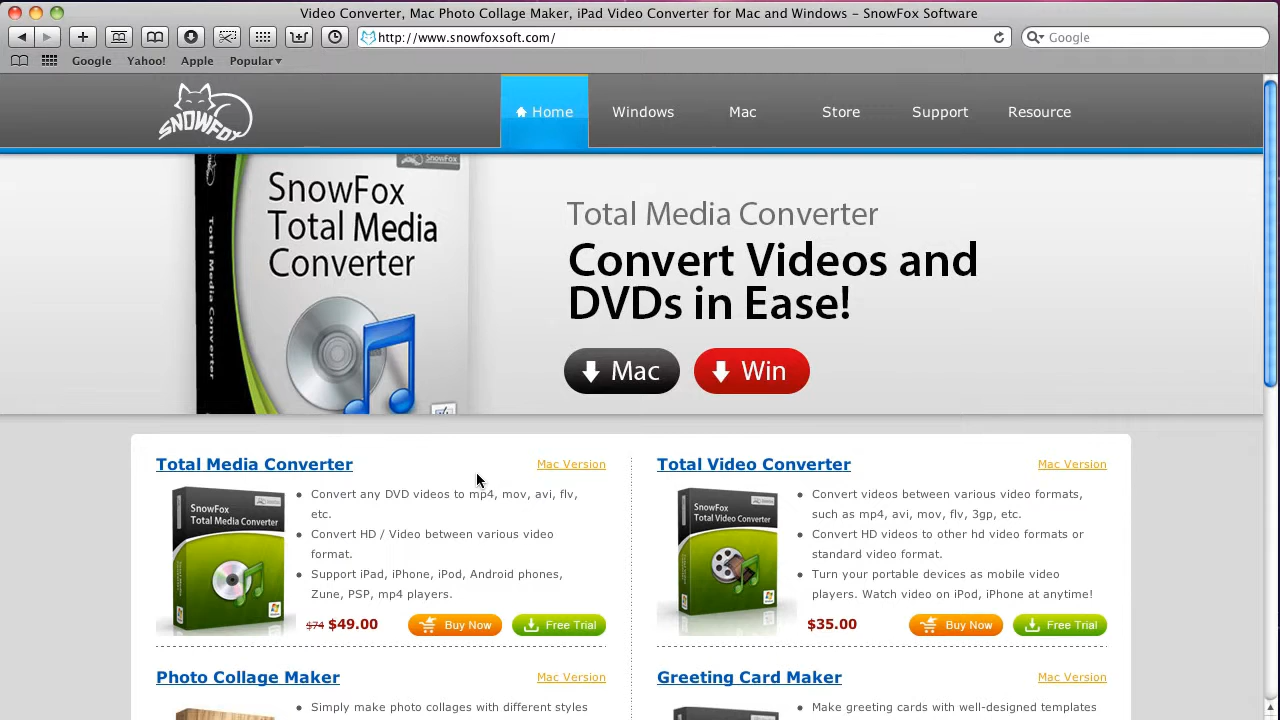 Video Converter, Mac Photo Collage Maker, iPad Video Converter for Mac and Windows – SnowFox Software
http://www.snowfoxsoft.com/
Google
Google Yahoo! Apple Popular
SNOWFOX
Home Windows Mac Store Support Resource
SnowFox
SnowFox
Total Media
Converter
Total Media Converter
Total Media Converter
Convert Videos and
DVDs in Ease!
Mac Win
Total Media Converter
Mac Version
SnowFox
Total Media Converter
Convert any DVD videos to mp4, mov, avi, flv,
etc.
Convert HD / Video between various video
format.
Support iPad, iPhone, iPod, Android phones,
Zune, PSP, mp4 players.
$74 $49.00 Buy Now Free Trial
Total Video Converter
Mac Version
SnowFox
Total Video Converter
Convert videos between various video formats,
such as mp4, avi, mov, flv, 3gp, etc.
Convert HD videos to other hd video formats or
standard video format.
Turn your portable devices as mobile video
players. Watch video on iPod, iPhone at anytime!
$35.00 Buy Now Free Trial
Photo Collage Maker
Mac Version
Simply make photo collages with different styles
Greeting Card Maker
Mac Version
Make greeting cards with well-designed templates